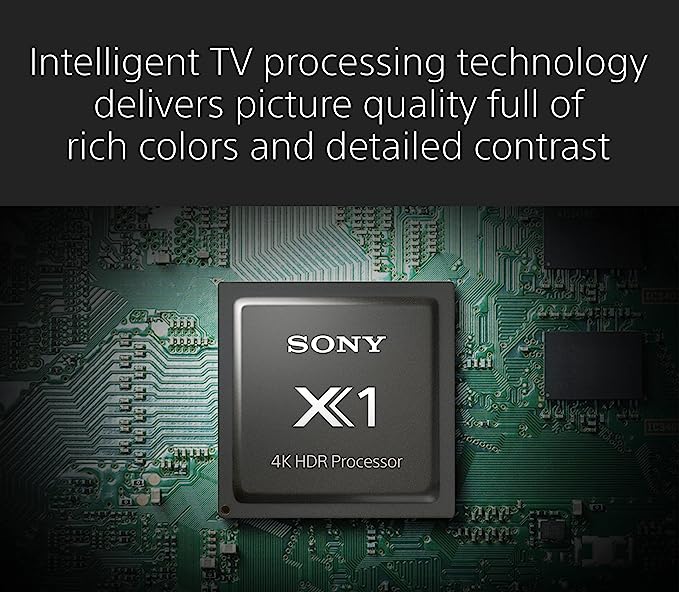 Intelligent TV processing technology
delivers picture quality full of
rich colors and detailed contrast
SONY
X1
4K HDR Processor